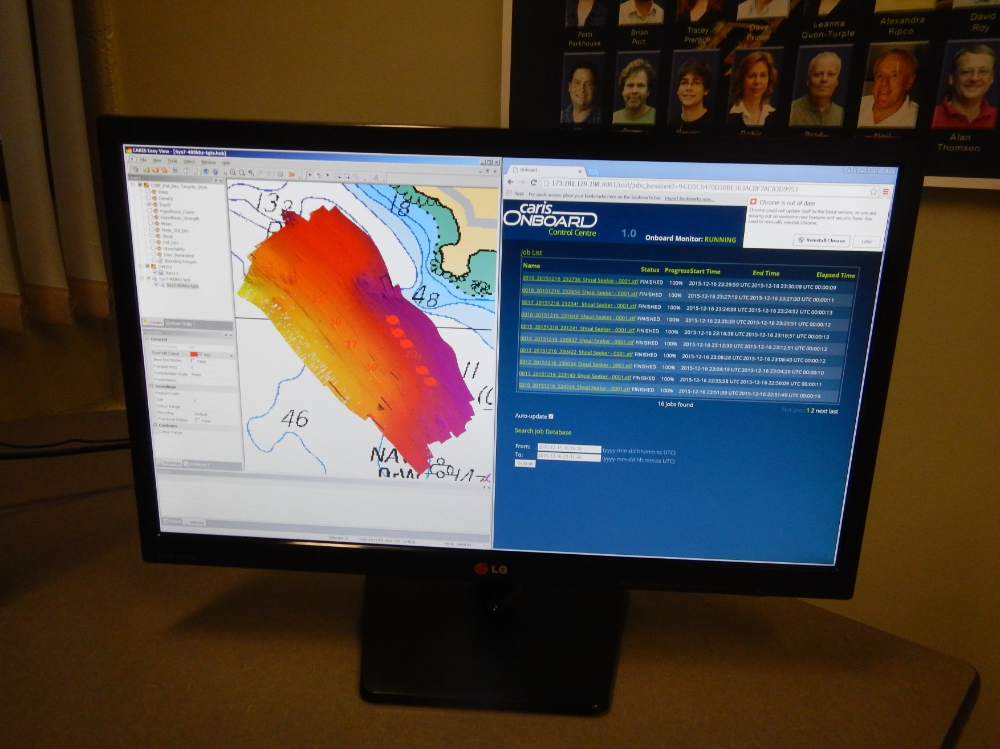 Patti
Parkhouse
Brian
Port
Tracey
Prentice
Dave
Prince
Leanna
Quon-Turple
Alexandra
Ripco
David
Roy
Alan
Thomson
CARIS Easy View - [Sys7-400khz-tgts.hob]
File View Tools Select Window Help
Layers
CUBE_Pat_Bay_Targets_50cm
Deep
Density
Depth
Hypothesis_Count
Hypothesis_Strength
Mean
Node_Std_Dev
Shoal
Std_Dev
Uncertainty
User_Nominated
Bounding Polygon
344101
Band 1
Sys7-400khz-tgts
Sys7-400khz-tgts
Layers Draw Order
Properties
General
Feature Count
Override Colour Red
Show End Nodes False
Transparency 0
Symbolization Scale Fixed
Presentation
Soundings
Feature Code
Size 5
Colour Range
Rounding Default
Fractional Display False
Contours
Colour Range
Properties Attributes
Selection
13
18
48
35
36
37
36
20
11
46
Onboard
173.181.129.198:8081/rest/jobs;jsessionid=94335C6470D3BBE363ACBF7AC83D9953
Apps For quick access, place your bookmarks here on the bookmarks bar. Import bookmarks now...
Chrome is out of date
Chrome could not update itself to the latest version, so you are
missing out on awesome new features and security fixes. You
need to manually reinstall Chrome.
Reinstall Chrome Later
caris
ONBOARD
Control Centre 1.0 Onboard Monitor: RUNNING
Job List
Name Status Progress Start Time End Time Elapsed Time
0019_20151216_232736_Shoal Seeker - 0001.xtf FINISHED 100% 2015-12-16 23:29:59 UTC 2015-12-16 23:30:08 UTC 00:00:09
0018_20151216_232434_Shoal Seeker - 0001.xtf FINISHED 100% 2015-12-16 23:27:19 UTC 2015-12-16 23:27:30 UTC 00:00:11
0017_20151216_232041_Shoal Seeker - 0001.xtf FINISHED 100% 2015-12-16 23:24:39 UTC 2015-12-16 23:24:52 UTC 00:00:13
0016_20151216_231649_Shoal Seeker - 0001.xtf FINISHED 100% 2015-12-16 23:20:39 UTC 2015-12-16 23:20:51 UTC 00:00:12
0015_20151216_231241_Shoal Seeker - 0001.xtf FINISHED 100% 2015-12-16 23:16:38 UTC 2015-12-16 23:16:51 UTC 00:00:13
0014_20151216_230837_Shoal Seeker - 0001.xtf FINISHED 100% 2015-12-16 23:12:39 UTC 2015-12-16 23:12:51 UTC 00:00:12
0013_20151216_230422_Shoal Seeker - 0001.xtf FINISHED 100% 2015-12-16 23:08:28 UTC 2015-12-16 23:08:40 UTC 00:00:12
0012_20151216_230034_Shoal Seeker - 0001.xtf FINISHED 100% 2015-12-16 23:04:19 UTC 2015-12-16 23:04:29 UTC 00:00:10
0011_20151216_225143_Shoal Seeker - 0001.xtf FINISHED 100% 2015-12-16 22:55:58 UTC 2015-12-16 22:56:09 UTC 00:00:11
0010_20151216_224744_Shoal Seeker - 0001.xtf FINISHED 100% 2015-12-16 22:51:39 UTC 2015-12-16 22:51:49 UTC 00:00:10
16 jobs found
first prev 1 2 next last
Auto-update
Search Job Database
From: 2015-12-15 18:19:36 (yyyy-mm-dd hh:mm:ss UTC)
To: 2015-12-16 23:31:40 (yyyy-mm-dd hh:mm:ss UTC)
Submit
LG